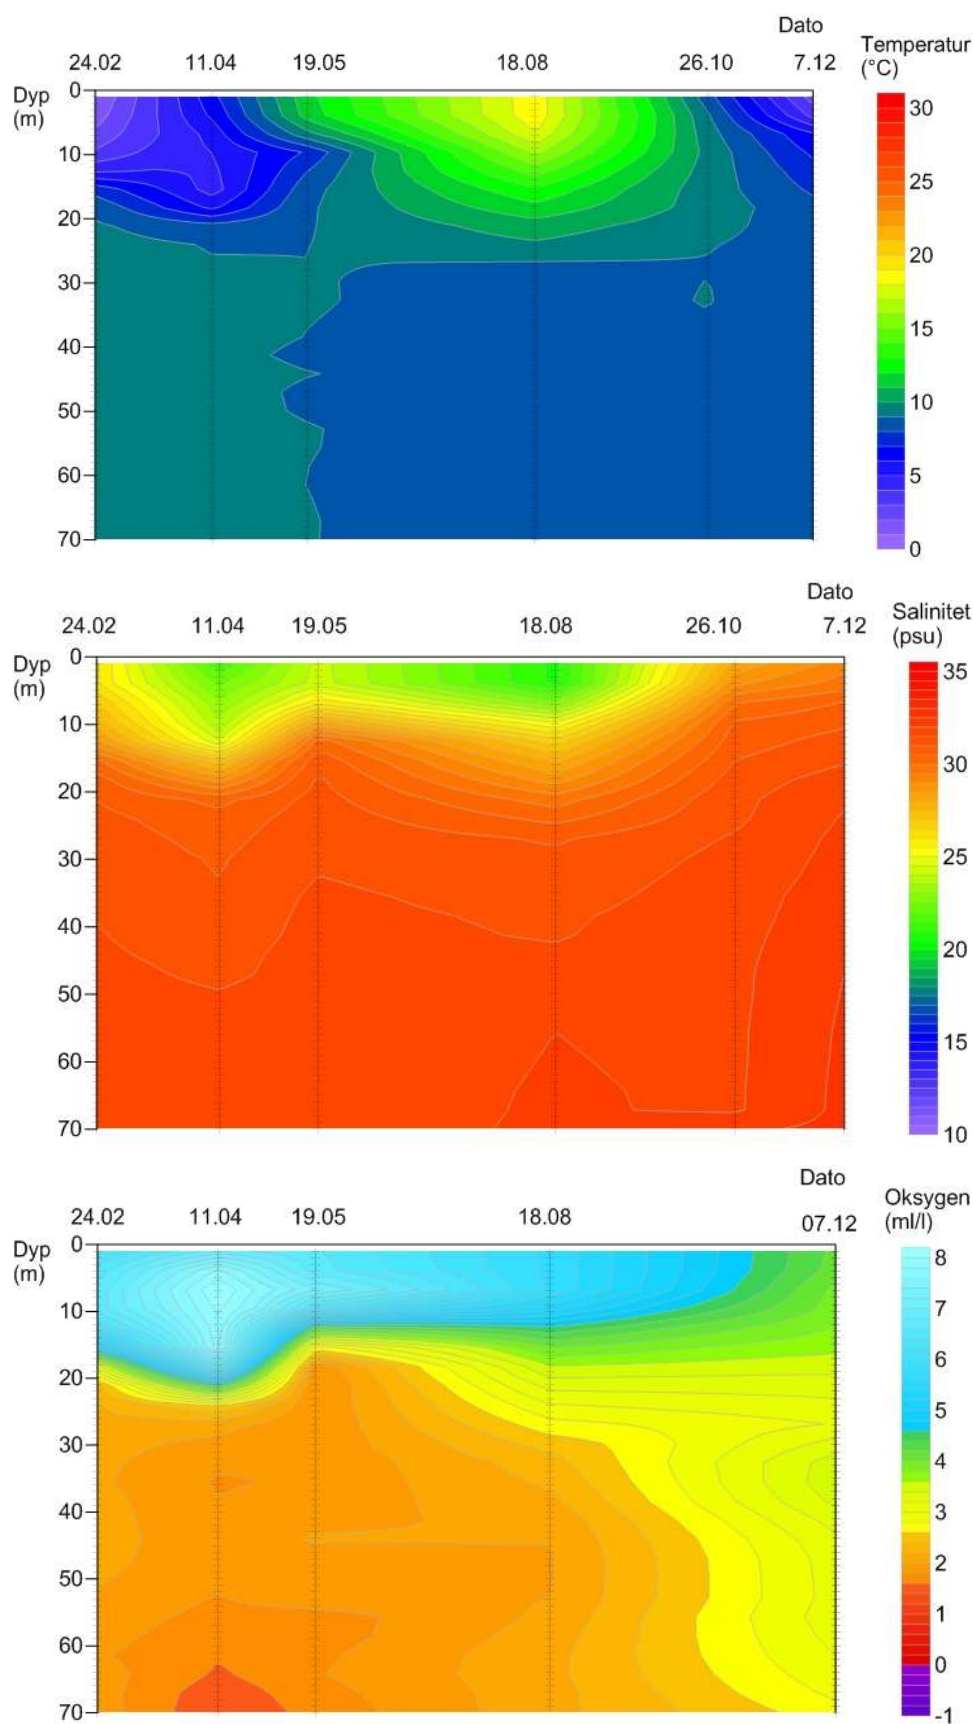 Dato
24.02 11.04 19.05 18.08 26.10 7.12
Temperatur
(°C)
Dyp
(m)
0
10
20
30
40
50
60
70
30
25
20
15
10
5
0
Dato
24.02 11.04 19.05 18.08 26.10 7.12
Salinitet
(psu)
Dyp
(m)
0
10
20
30
40
50
60
70
35
30
25
20
15
10
Dato
24.02 11.04 19.05 18.08 07.12
Oksygen
(ml/l)
Dyp
(m)
0
10
20
30
40
50
60
70
8
7
6
5
4
3
2
1
0
-1